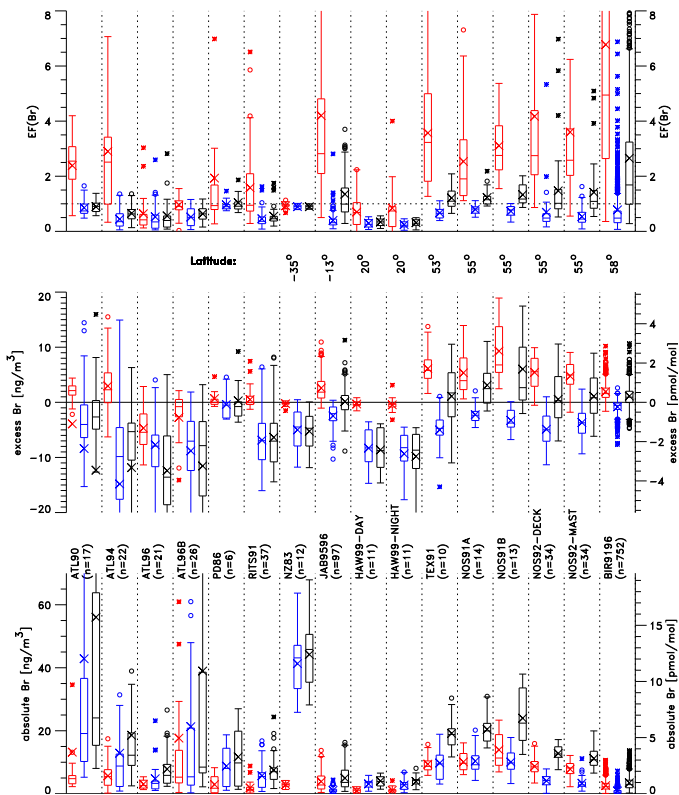 8 8
EF(Br) EF(Br)
6 6
4 4
2 2
0 0
Latitude: −35° −13° 20° 20° 53° 55° 55° 55° 55° 58°
20
10
0
−10
−20
excess Br [ng/m³]
4
2
0
−2
−4
excess Br [pmol/mol]
ATL90 (n=17)
ATL94 (n=22)
ATL96 (n=21)
ATL96B (n=26)
PD86 (n=6)
RITS91 (n=37)
NZ83 (n=12)
JAB9596 (n=97)
HAW99−DAY (n=11)
HAW99−NIGHT (n=11)
TEX91 (n=10)
NOS91A (n=14)
NOS91B (n=13)
NOS92−DECK (n=34)
NOS92−MAST (n=34)
BIR9196 (n=752)
60
40
20
0
absolute Br [ng/m³]
15
10
5
0
absolute Br [pmol/mol]